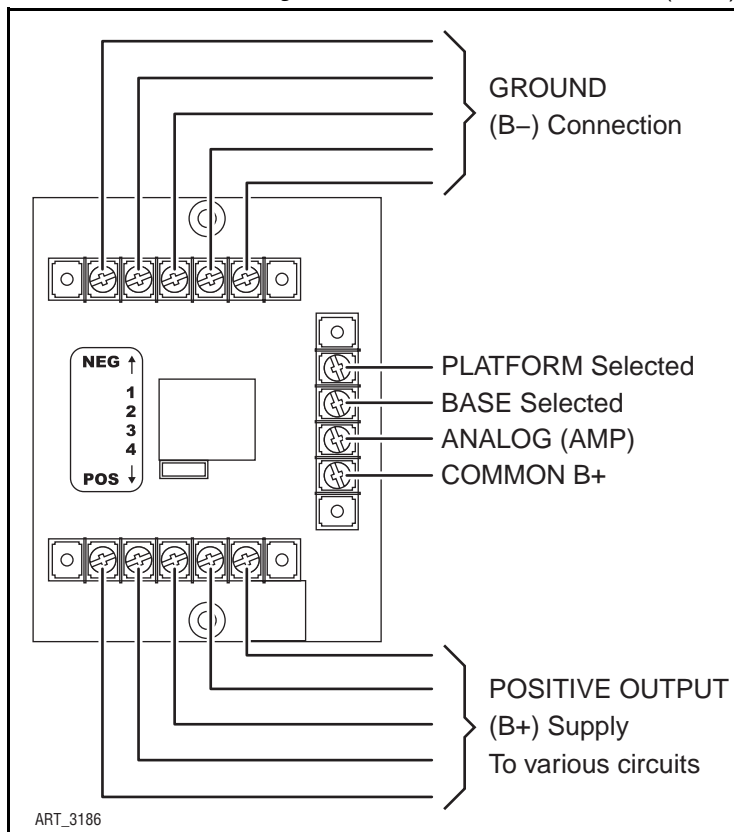 GROUND
(B–) Connection
NEG ↑
1
2
3
4
POS ↓
PLATFORM Selected
BASE Selected
ANALOG (AMP)
COMMON B+
POSITIVE OUTPUT
(B+) Supply
To various circuits
ART_3186